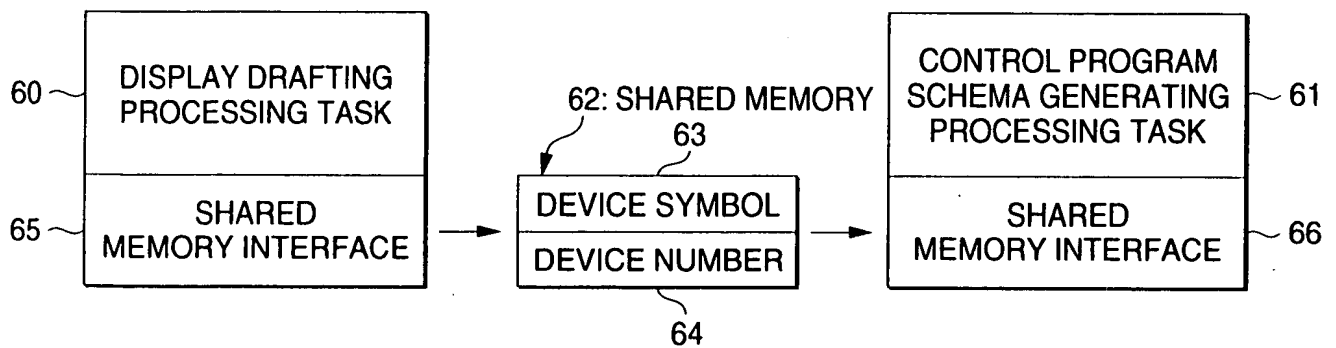 60
DISPLAY DRAFTING
PROCESSING TASK
65
SHARED
MEMORY INTERFACE
62: SHARED MEMORY
63
DEVICE SYMBOL
DEVICE NUMBER
64
CONTROL PROGRAM
SCHEMA GENERATING
PROCESSING TASK
61
SHARED
MEMORY INTERFACE
66